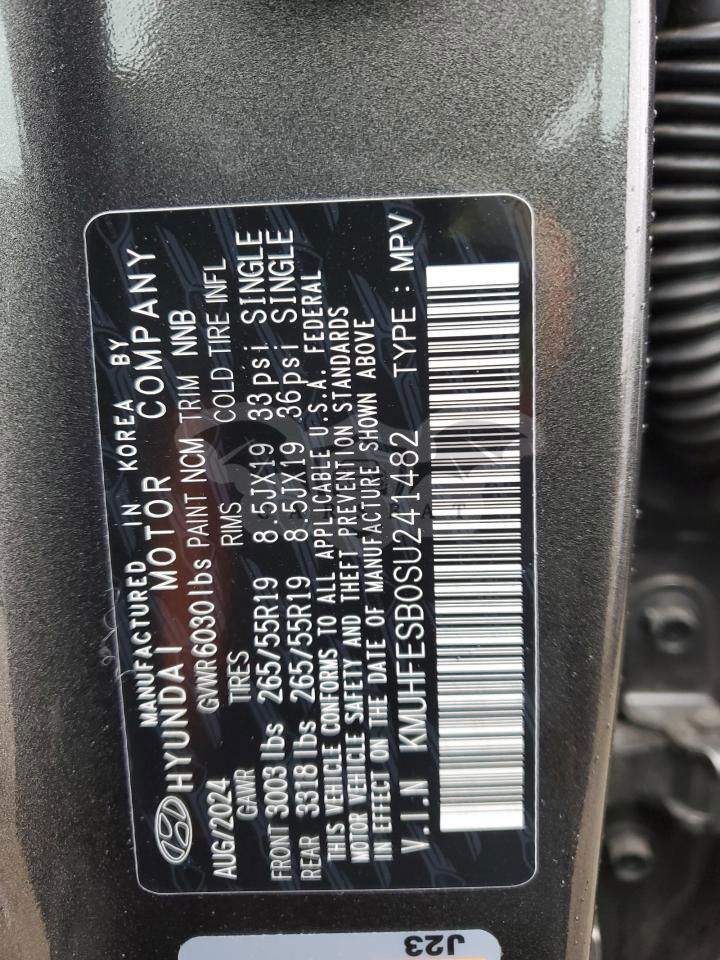 MANUFACTURED IN KOREA BY
HYUNDAI MOTOR COMPANY
AUG/2024 GVWR 6030 lbs PAINT NCM TRIM NNB
GAWR TIRES RIMS COLD TIRE INFL
FRONT 3003 lbs 265/55R19 8.5JX19 33psi SINGLE
REAR 3318 lbs 265/55R19 8.5JX19 36psi SINGLE
THIS VEHICLE CONFORMS TO ALL APPLICABLE U.S.A. FEDERAL
MOTOR VEHICLE SAFETY AND THEFT PREVENTION STANDARDS
IN EFFECT ON THE DATE OF MANUFACTURE SHOWN ABOVE
V.I.N KMUHFESB0SU241482 TYPE : MPV
J23